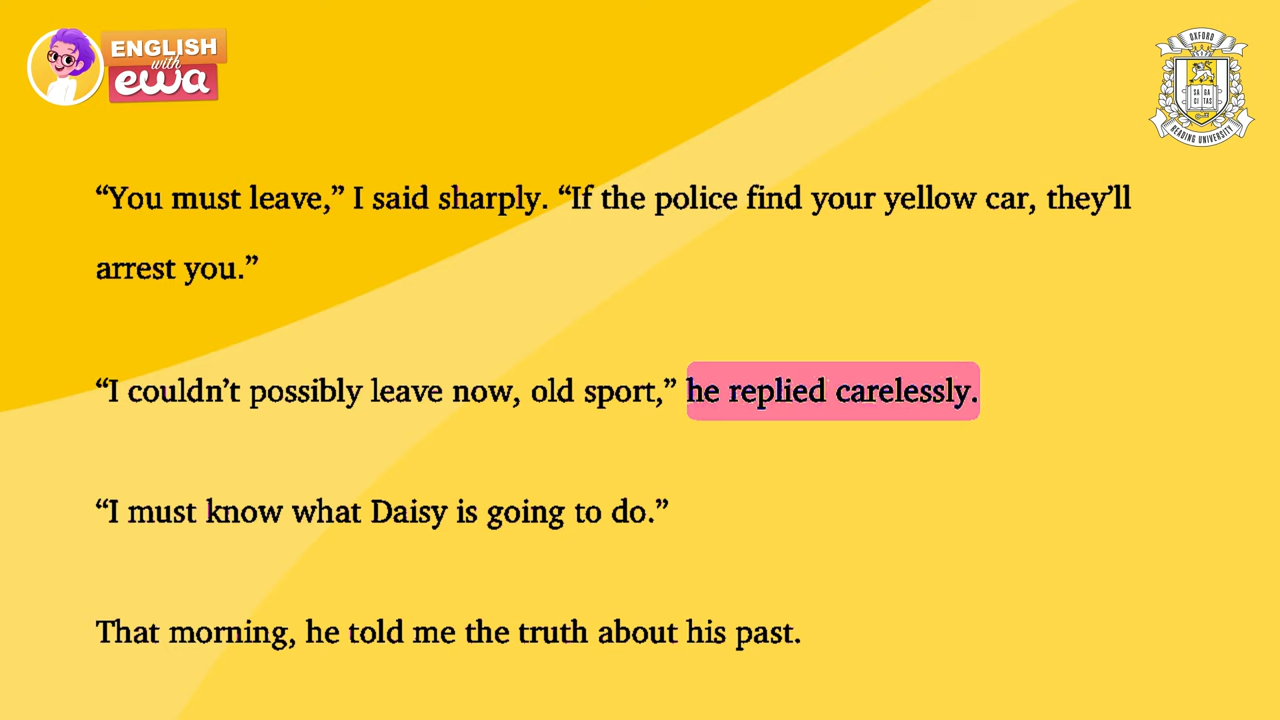 ENGLISH
with
ewa
OXFORD
SA GA
CI TAS
READING UNIVERSITY
“You must leave,” I said sharply. “If the police find your yellow car, they’ll
arrest you.”
“I couldn’t possibly leave now, old sport,” he replied carelessly.
“I must know what Daisy is going to do.”
That morning, he told me the truth about his past.